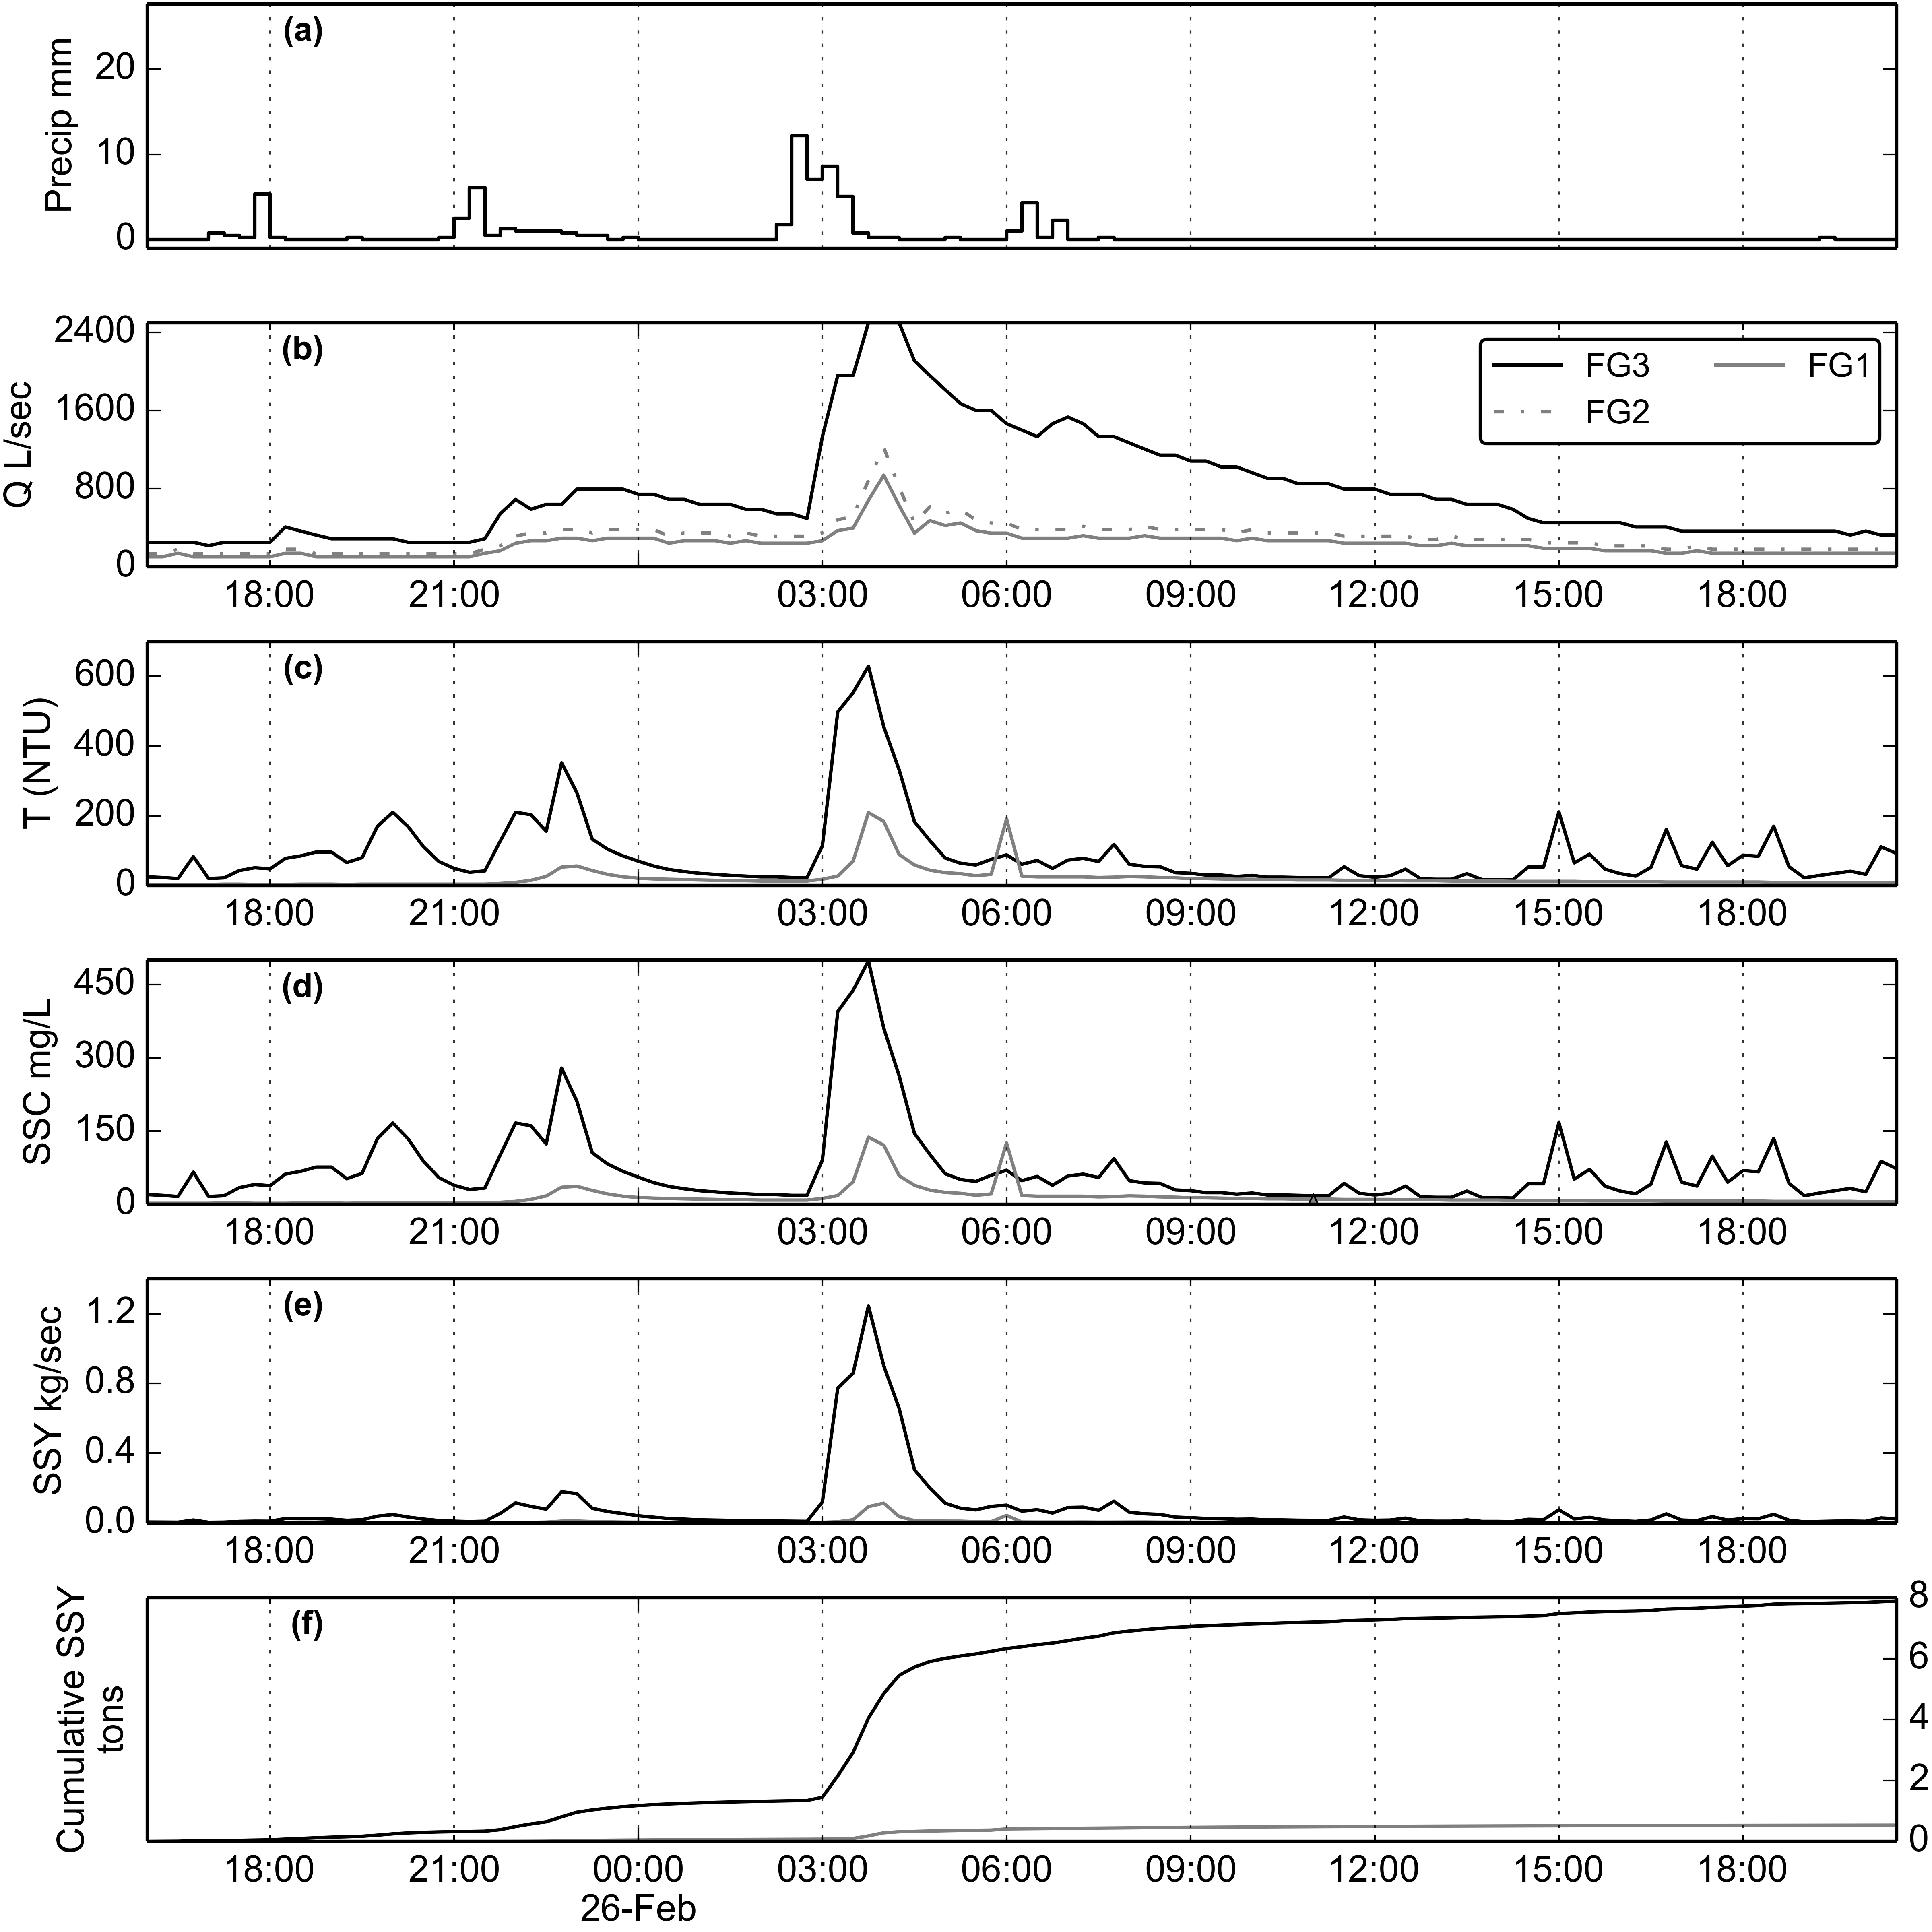 (a)
Precip mm
20
10
0
(b)
Q L/sec
2400
1600
800
0
FG3 FG1
FG2
18:00 21:00 03:00 06:00 09:00 12:00 15:00 18:00
(c)
T (NTU)
600
400
200
0
18:00 21:00 03:00 06:00 09:00 12:00 15:00 18:00
(d)
SSC mg/L
450
300
150
0
18:00 21:00 03:00 06:00 09:00 12:00 15:00 18:00
(e)
SSY kg/sec
1.2
0.8
0.4
0.0
18:00 21:00 03:00 06:00 09:00 12:00 15:00 18:00
(f)
Cumulative SSY
tons
8
6
4
2
0
18:00 21:00 00:00 03:00 06:00 09:00 12:00 15:00 18:00
26-Feb